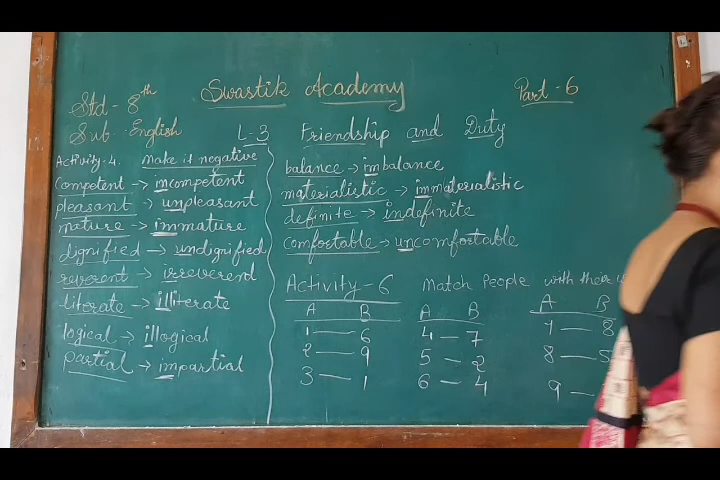 Swastik Academy
Std - 8th
Part - 6
Sub. English
L-3 Friendship and Duty
Activity-4. Make it negative
Competent → incompetent
pleasant → unpleasant
mature → immature
dignified → undignified
reverent → irreverend
literate → illiterate
logical → illogical
partial → impartial
balance → imbalance
materialistic → immaterialistic
definite → indefinite
comfortable → uncomfortable
Activity-6 Match People with their
A B
1 — 6
2 — 9
3 — 1
A B
4 — 7
5 — 2
6 — 4
A B
7 — 8
8 — 5
9 —